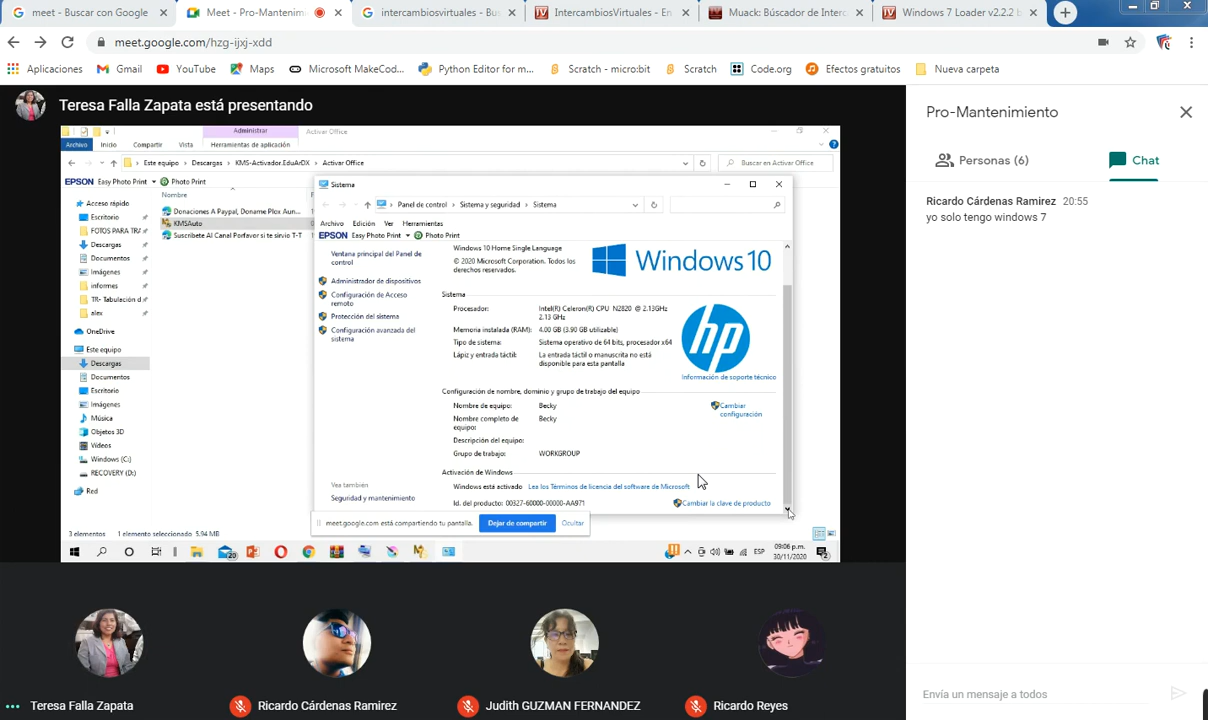 meet - Buscar con Google
Meet - Pro-Mantenim
intercambiosvirtuales - Bus
IntercambiosVirtuales - En
Muack: Búscador de Interc
Windows 7 Loader v2.2.2 b
meet.google.com/hzg-ijxj-xdd
Aplicaciones
Gmail
YouTube
Maps
Microsoft MakeCod...
Python Editor for m...
Scratch - micro:bit
Scratch
Code.org
Efectos gratuitos
Nueva carpeta
Teresa Falla Zapata está presentando
Administrar
Activar Office
Archivo
Inicio
Compartir
Vista
Herramientas de aplicación
Este equipo
Descargas
KMS-Activador.EduArDX
Activar Office
Buscar en Activar Office
EPSON Easy Photo Print
Photo Print
Nombre
Acceso rápido
Escritorio
FOTOS PARA TRA
Descargas
Documentos
Imágenes
informes
TR- Tabulación d
alex
OneDrive
Este equipo
Descargas
Documentos
Escritorio
Imágenes
Música
Objetos 3D
Vídeos
Windows (C:)
RECOVERY (D:)
Red
Donaciones A Paypal, Doname Plox Aun...
KMSAuto
Suscribete Al Canal Porfavor si te sirvio T-T
3 elementos
1 elemento seleccionado 5.94 MB
Sistema
Panel de control
Sistema y seguridad
Sistema
Archivo
Edición
Ver
Herramientas
EPSON Easy Photo Print
Photo Print
Ventana principal del Panel de
control
Administrador de dispositivos
Configuración de Acceso
remoto
Protección del sistema
Configuración avanzada del
sistema
Vea también
Seguridad y mantenimiento
Windows 10 Home Single Language
© 2020 Microsoft Corporation. Todos los
derechos reservados.
Windows 10
Sistema
Procesador:
Intel(R) Celeron(R) CPU N2820 @ 2.13GHz
2.13 GHz
Memoria instalada (RAM):
4.00 GB (3.90 GB utilizable)
Tipo de sistema:
Sistema operativo de 64 bits, procesador x64
Lápiz y entrada táctil:
La entrada táctil o manuscrita no está
disponible para esta pantalla
hp
Información de soporte técnico
Configuración de nombre, dominio y grupo de trabajo del equipo
Nombre de equipo:
Becky
Nombre completo de
equipo:
Becky
Descripción del equipo:
Grupo de trabajo:
WORKGROUP
Cambiar
configuración
Activación de Windows
Windows está activado
Lea los Términos de licencia del software de Microsoft
Id. del producto: 00327-60000-00000-AA971
Cambiar la clave de producto
meet.google.com está compartiendo tu pantalla.
Dejar de compartir
Ocultar
20
ESP
09:06 p.m.
30/11/2020
2
Pro-Mantenimiento
Personas (6)
Chat
Ricardo Cárdenas Ramirez 20:55
yo solo tengo windows 7
Envía un mensaje a todos
Teresa Falla Zapata
Ricardo Cárdenas Ramirez
Judith GUZMAN FERNANDEZ
Ricardo Reyes